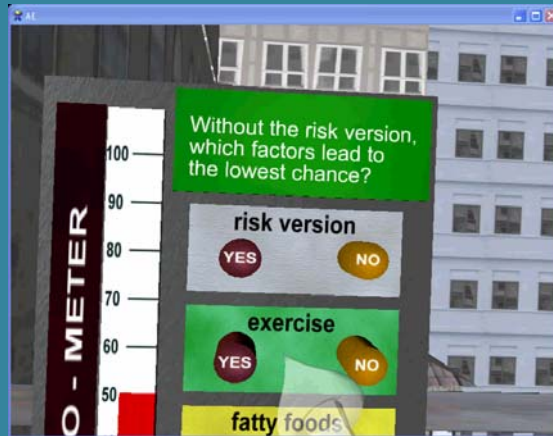 AE
Without the risk version,
which factors lead to
the lowest chance?
100
90
80
70
60
50
O - METER
risk version
YES NO
exercise
YES NO
fatty foods